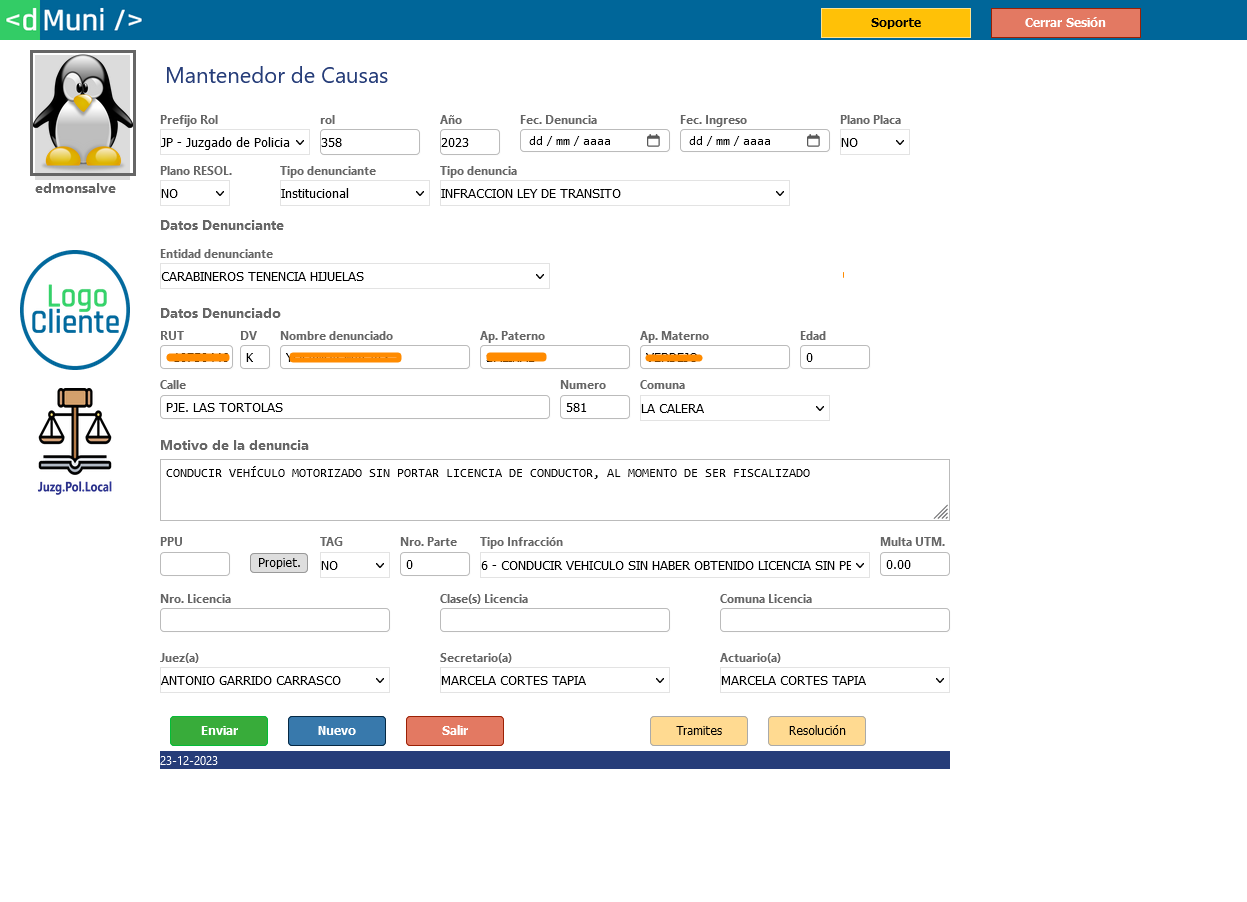 <d Muni />
Soporte
Cerrar Sesión
edmonsalve
Logo
Cliente
Juzg.Pol.Local
Mantenedor de Causas
Prefijo Rol rol Año Fec. Denuncia Fec. Ingreso Plano Placa
JP - Juzgado de Policia 358 2023 dd / mm / aaaa dd / mm / aaaa NO
Plano RESOL. Tipo denunciante Tipo denuncia
NO Institucional INFRACCION LEY DE TRANSITO
Datos Denunciante
Entidad denunciante
CARABINEROS TENENCIA HIJUELAS
Datos Denunciado
RUT DV Nombre denunciado Ap. Paterno Ap. Materno Edad
K 0
Calle Numero Comuna
PJE. LAS TORTOLAS 581 LA CALERA
Motivo de la denuncia
CONDUCIR VEHÍCULO MOTORIZADO SIN PORTAR LICENCIA DE CONDUCTOR, AL MOMENTO DE SER FISCALIZADO
PPU TAG Nro. Parte Tipo Infracción Multa UTM.
Propiet. NO 0 6 - CONDUCIR VEHICULO SIN HABER OBTENIDO LICENCIA SIN PE 0.00
Nro. Licencia Clase(s) Licencia Comuna Licencia
Juez(a) Secretario(a) Actuario(a)
ANTONIO GARRIDO CARRASCO MARCELA CORTES TAPIA MARCELA CORTES TAPIA
Enviar Nuevo Salir Tramites Resolución
23-12-2023